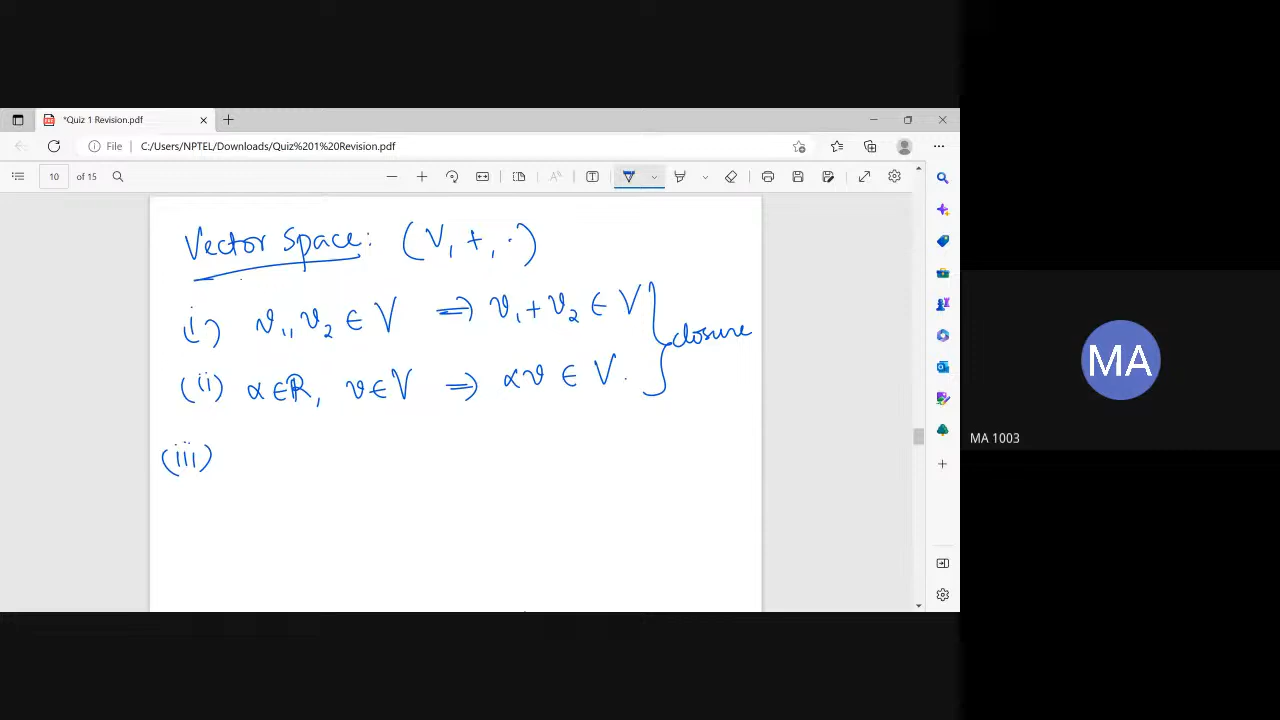 *Quiz 1 Revision.pdf
File C:/Users/NPTEL/Downloads/Quiz%201%20Revision.pdf
10 of 15
Vector Space: (V, +, ·)
(i) v₁, v₂ ∈ V ⇒ v₁ + v₂ ∈ V
closure
(ii) α ∈ ℝ, v ∈ V ⇒ αv ∈ V.
(iii)
MA
MA 1003